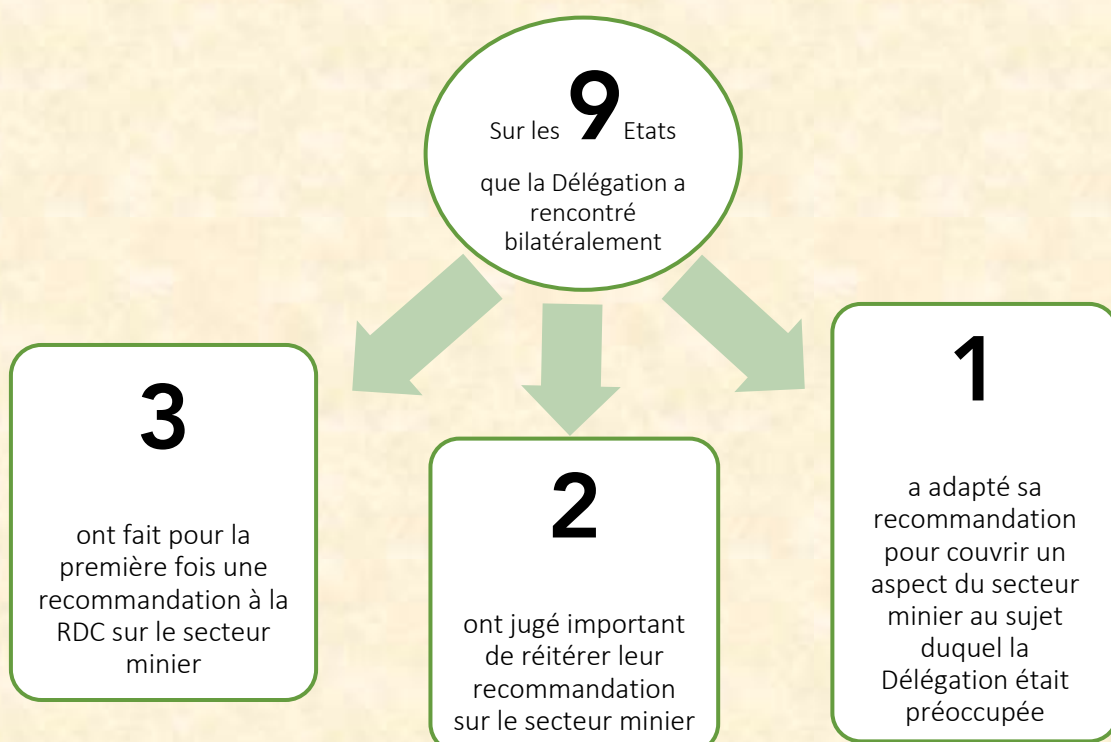 Sur les 9 Etats
que la Délégation a
rencontré
bilatéralement
3
ont fait pour la
première fois une
recommandation à la
RDC sur le secteur
minier
2
ont jugé important
de réitérer leur
recommandation
sur le secteur minier
1
a adapté sa
recommandation
pour couvrir un
aspect du secteur
minier au sujet
duquel la
Délégation était
préoccupée